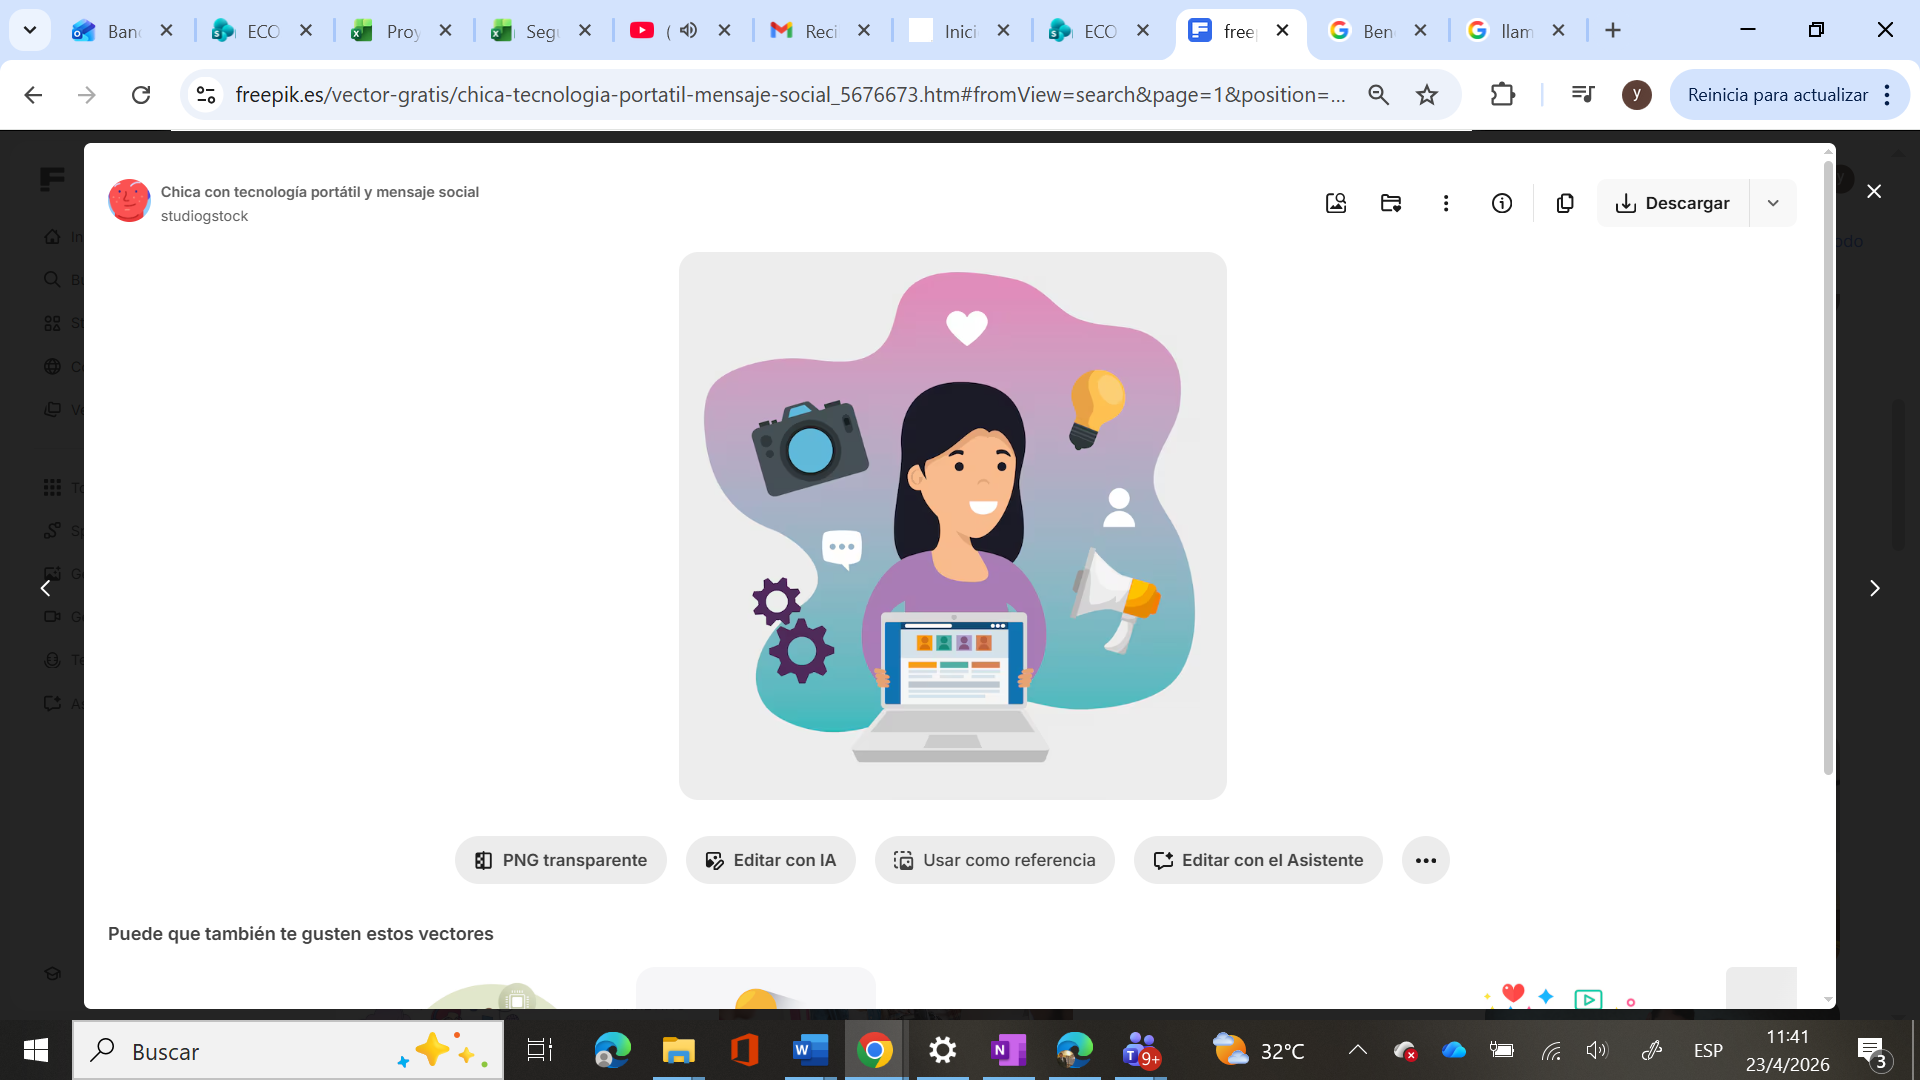 Ban
ECO
Proy
Segu
(
Reci
Inici
ECO
free
Ben
llam
freepik.es/vector-gratis/chica-tecnologia-portatil-mensaje-social_5676673.htm#fromView=search&page=1&position=...
y
Reinicia para actualizar
Chica con tecnología portátil y mensaje social
studiogstock
Descargar
PNG transparente
Editar con IA
Usar como referencia
Editar con el Asistente
Puede que también te gusten estos vectores
Buscar
9+
32°C
ESP
11:41
23/4/2026
3